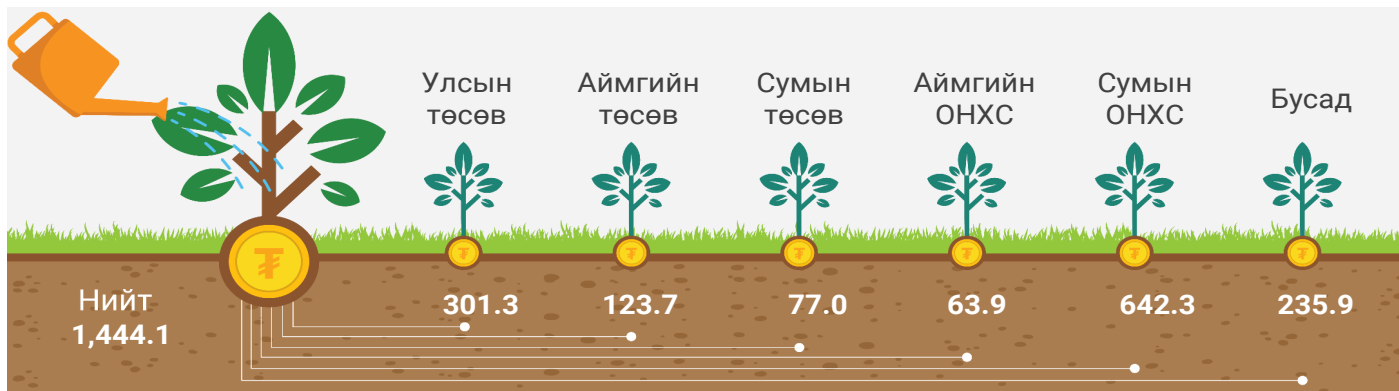 Улсын
төсөв
Аймгийн
төсөв
Сумын
төсөв
Аймгийн
ОНХС
Сумын
ОНХС
Бусад
₮
₮ ₮ ₮ ₮ ₮ ₮
Нийт
1,444.1
301.3
123.7
77.0
63.9
642.3
235.9